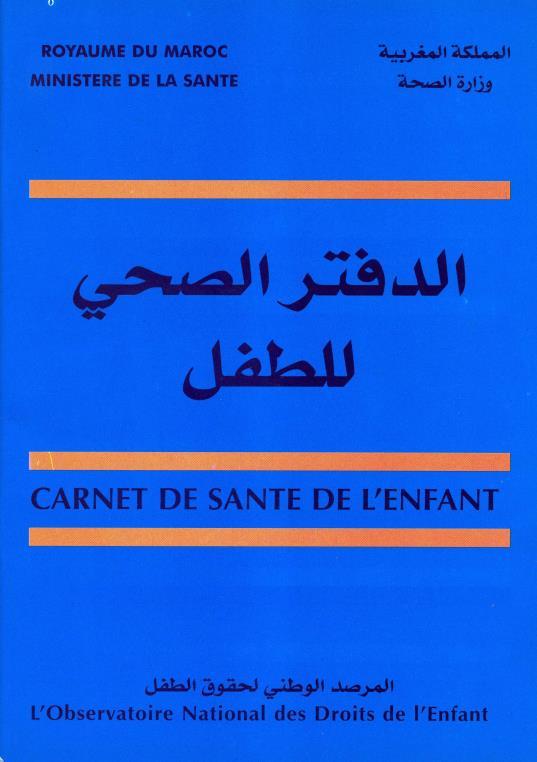 ROYAUME DU MAROC
MINISTERE DE LA SANTE
المملكة المغربية
وزارة الصحة
الدفتر الصحي
للطفل
CARNET DE SANTE DE L'ENFANT
المرصد الوطني لحقوق الطفل
L'Observatoire National des Droits de l'Enfant